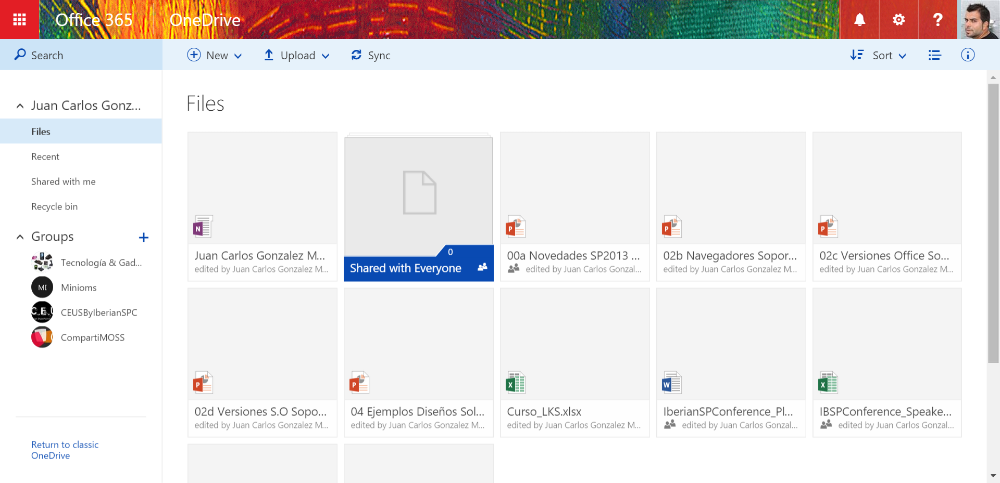 Office 365
OneDrive
?
Search
New
Upload
Sync
Sort
Juan Carlos Gonz...
Files
Recent
Shared with me
Recycle bin
Groups
Tecnología & Gad...
MI
Minioms
C.E.U
CEUSByIberianSPC
CompartiMOSS
Return to classic
OneDrive
Files
N
Juan Carlos Gonzalez M...
edited by Juan Carlos Gonzalez M...
0
Shared with Everyone
P
00a Novedades SP2013 ...
edited by Juan Carlos Gonzal...
P
02b Navegadores Sopor...
edited by Juan Carlos Gonzalez M...
P
02c Versiones Office So...
edited by Juan Carlos Gonzalez M...
P
02d Versiones S.O Sopo...
edited by Juan Carlos Gonzalez M...
P
04 Ejemplos Diseños Sol...
edited by Juan Carlos Gonzalez M...
X
Curso_LKS.xlsx
edited by Juan Carlos Gonzalez M...
W
IberianSPConference_Pl...
edited by Juan Carlos Gonzal...
X
IBSPConference_Speake...
edited by Juan Carlos Gonzal...